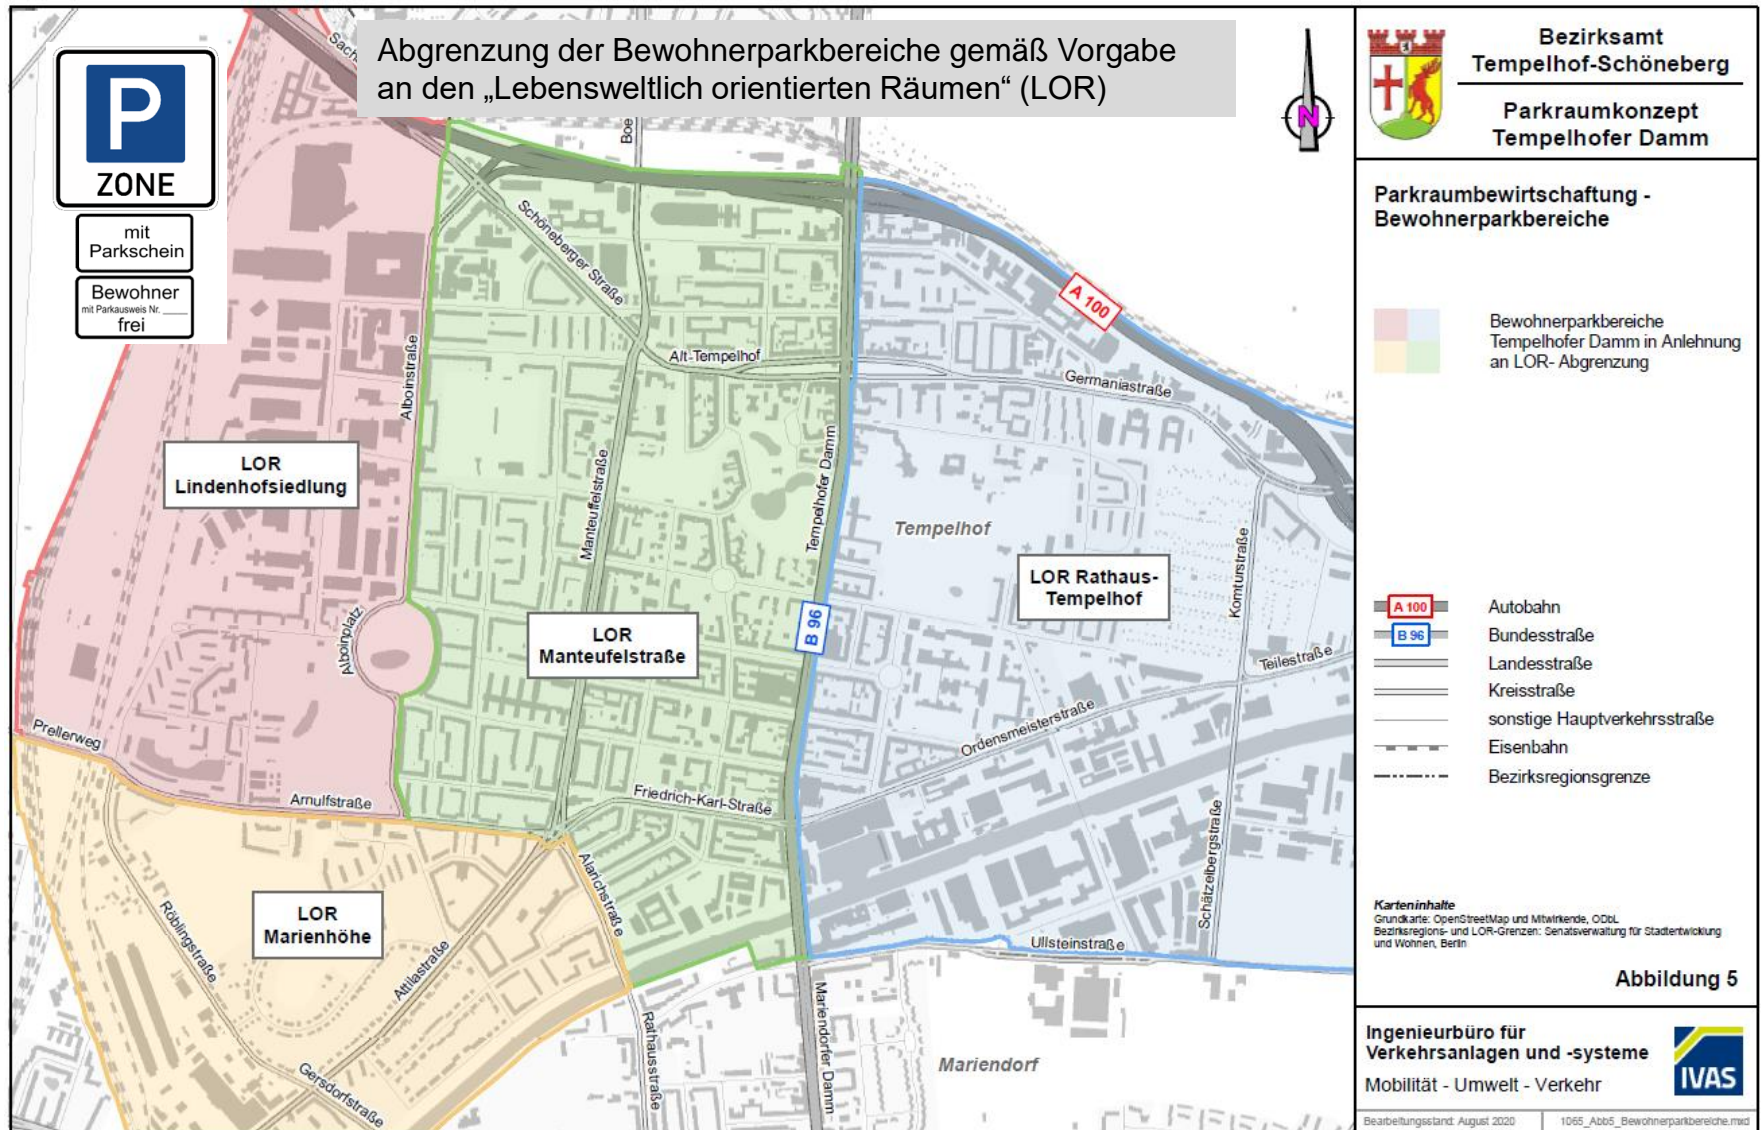 Abgrenzung der Bewohnerparkbereiche gemäß Vorgabe
an den „Lebensweltlich orientierten Räumen“ (LOR)
P
ZONE
mit
Parkschein
Bewohner
mit Parkausweis Nr. ____
frei
N
Schöneberger Straße
A 100
Alt-Tempelhof
Germaniastraße
Alboinstraße
Manteuffelstraße
Tempelhofer Damm
LOR
Lindenhofsiedlung
Tempelhof
LOR Rathaus-
Tempelhof
Komturstraße
Alboinplatz
LOR
Manteufelstraße
B 96
Teilestraße
Ordensmeisterstraße
Prellerweg
Arnulfstraße
Friedrich-Karl-Straße
Schätzelbergstraße
Alarichstraße
LOR
Marienhöhe
Röhlingstraße
Attilastraße
Ullsteinstraße
Rathausstraße
Mariendorfer Damm
Mariendorf
Gersdorfstraße
Bezirksamt
Tempelhof-Schöneberg
Parkraumkonzept
Tempelhofer Damm
Parkraumbewirtschaftung -
Bewohnerparkbereiche
Bewohnerparkbereiche
Tempelhofer Damm in Anlehnung
an LOR- Abgrenzung
A 100 Autobahn
B 96 Bundesstraße
Landesstraße
Kreisstraße
sonstige Hauptverkehrsstraße
Eisenbahn
Bezirksregionsgrenze
Karteninhalte
Grundkarte: OpenStreetMap und Mitwirkende, ODbL
Bezirksregions- und LOR-Grenzen: Senatsverwaltung für Stadtentwicklung
und Wohnen, Berlin
Abbildung 5
Ingenieurbüro für
Verkehrsanlagen und -systeme
Mobilität - Umwelt - Verkehr
IVAS
Bearbeitungsstand: August 2020
1065_Abb5_Bewohnerparkbereiche.mxd